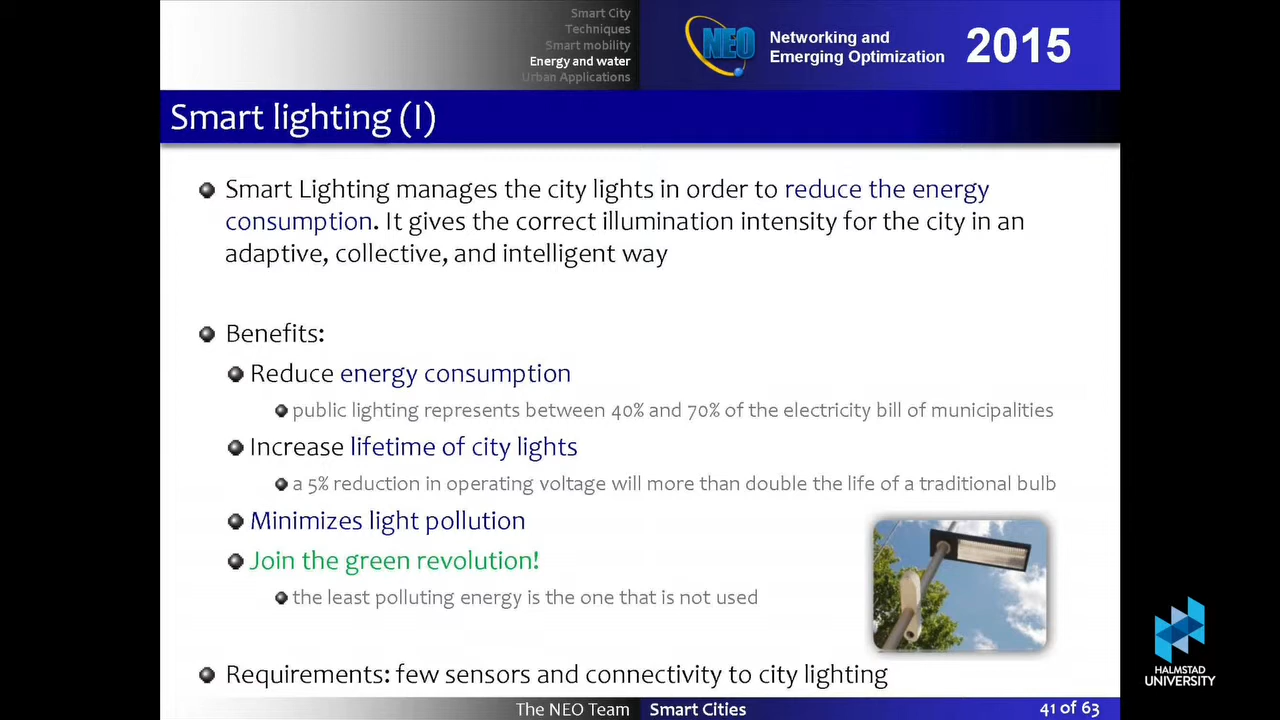 Smart City
Techniques
Smart mobility
Energy and water
Urban Applications
NEO
Networking and
Emerging Optimization
2015
Smart lighting (I)
Smart Lighting manages the city lights in order to reduce the energy
consumption. It gives the correct illumination intensity for the city in an
adaptive, collective, and intelligent way
Benefits:
Reduce energy consumption
public lighting represents between 40% and 70% of the electricity bill of municipalities
Increase lifetime of city lights
a 5% reduction in operating voltage will more than double the life of a traditional bulb
Minimizes light pollution
Join the green revolution!
the least polluting energy is the one that is not used
Requirements: few sensors and connectivity to city lighting
HALMSTAD
UNIVERSITY
The NEO Team
Smart Cities
41 of 63